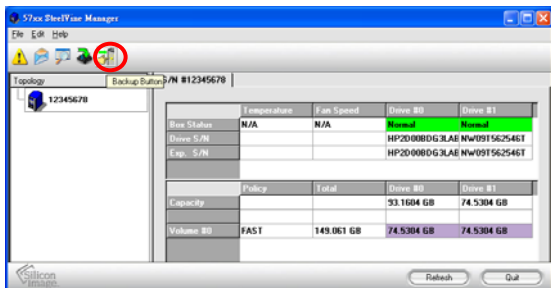 57xx SteelVine Manager
File Edit Help
Topology
Backup Button
S/N #12345678
12345678
Temperature Fan Speed Drive #0 Drive #1
Box Status N/A N/A Normal Normal
Drive S/N HP2D00BDG3LAE NW09T562546T
Exp. S/N HP2D00BDG3LAE NW09T562546T
Policy Total Drive #0 Drive #1
Capacity 93.1604 GB 74.5304 GB
Volume #0 FAST 149.061 GB 74.5304 GB 74.5304 GB
Silicon Image
Refresh Quit